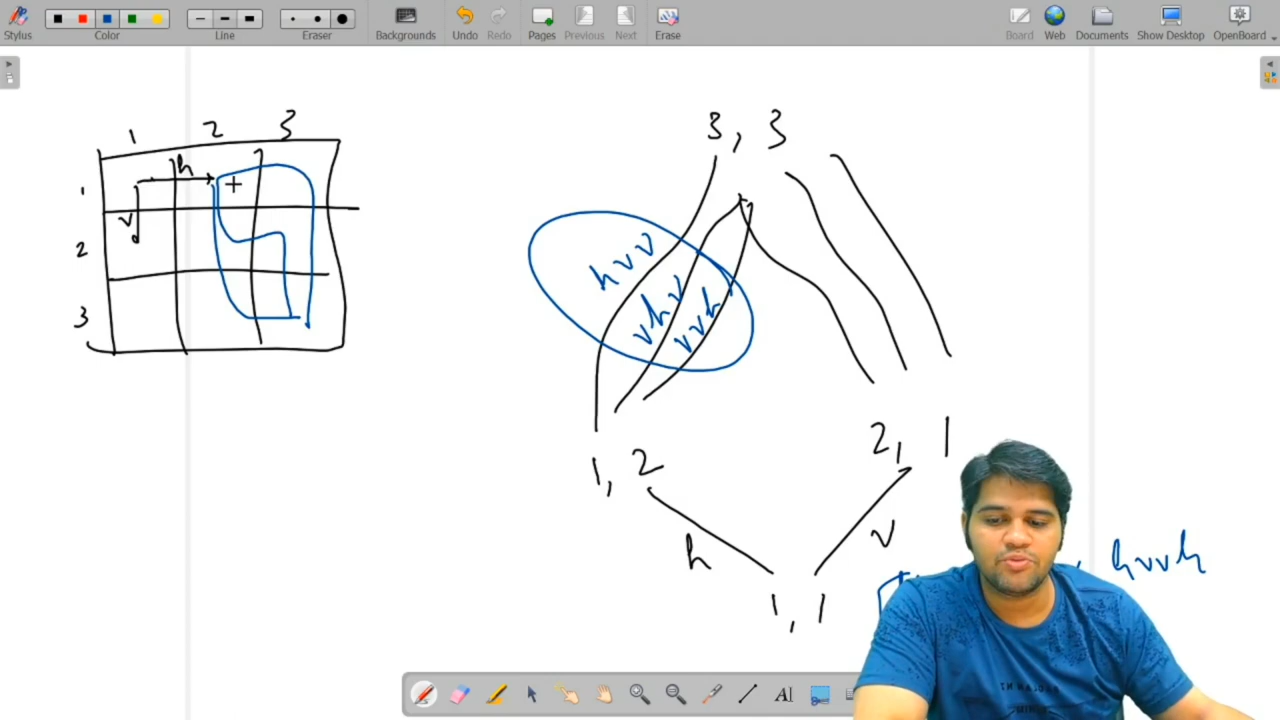 Stylus
Color
Line
Eraser
Backgrounds
Undo
Redo
Pages
Previous
Next
Erase
Board
Web
Documents
Show Desktop
OpenBoard
1 2 3
1
2
3
h
v
3, 3
hvv
vhv
vvh
1, 2
2, 1
h
v
1, 1
hvvh
AI